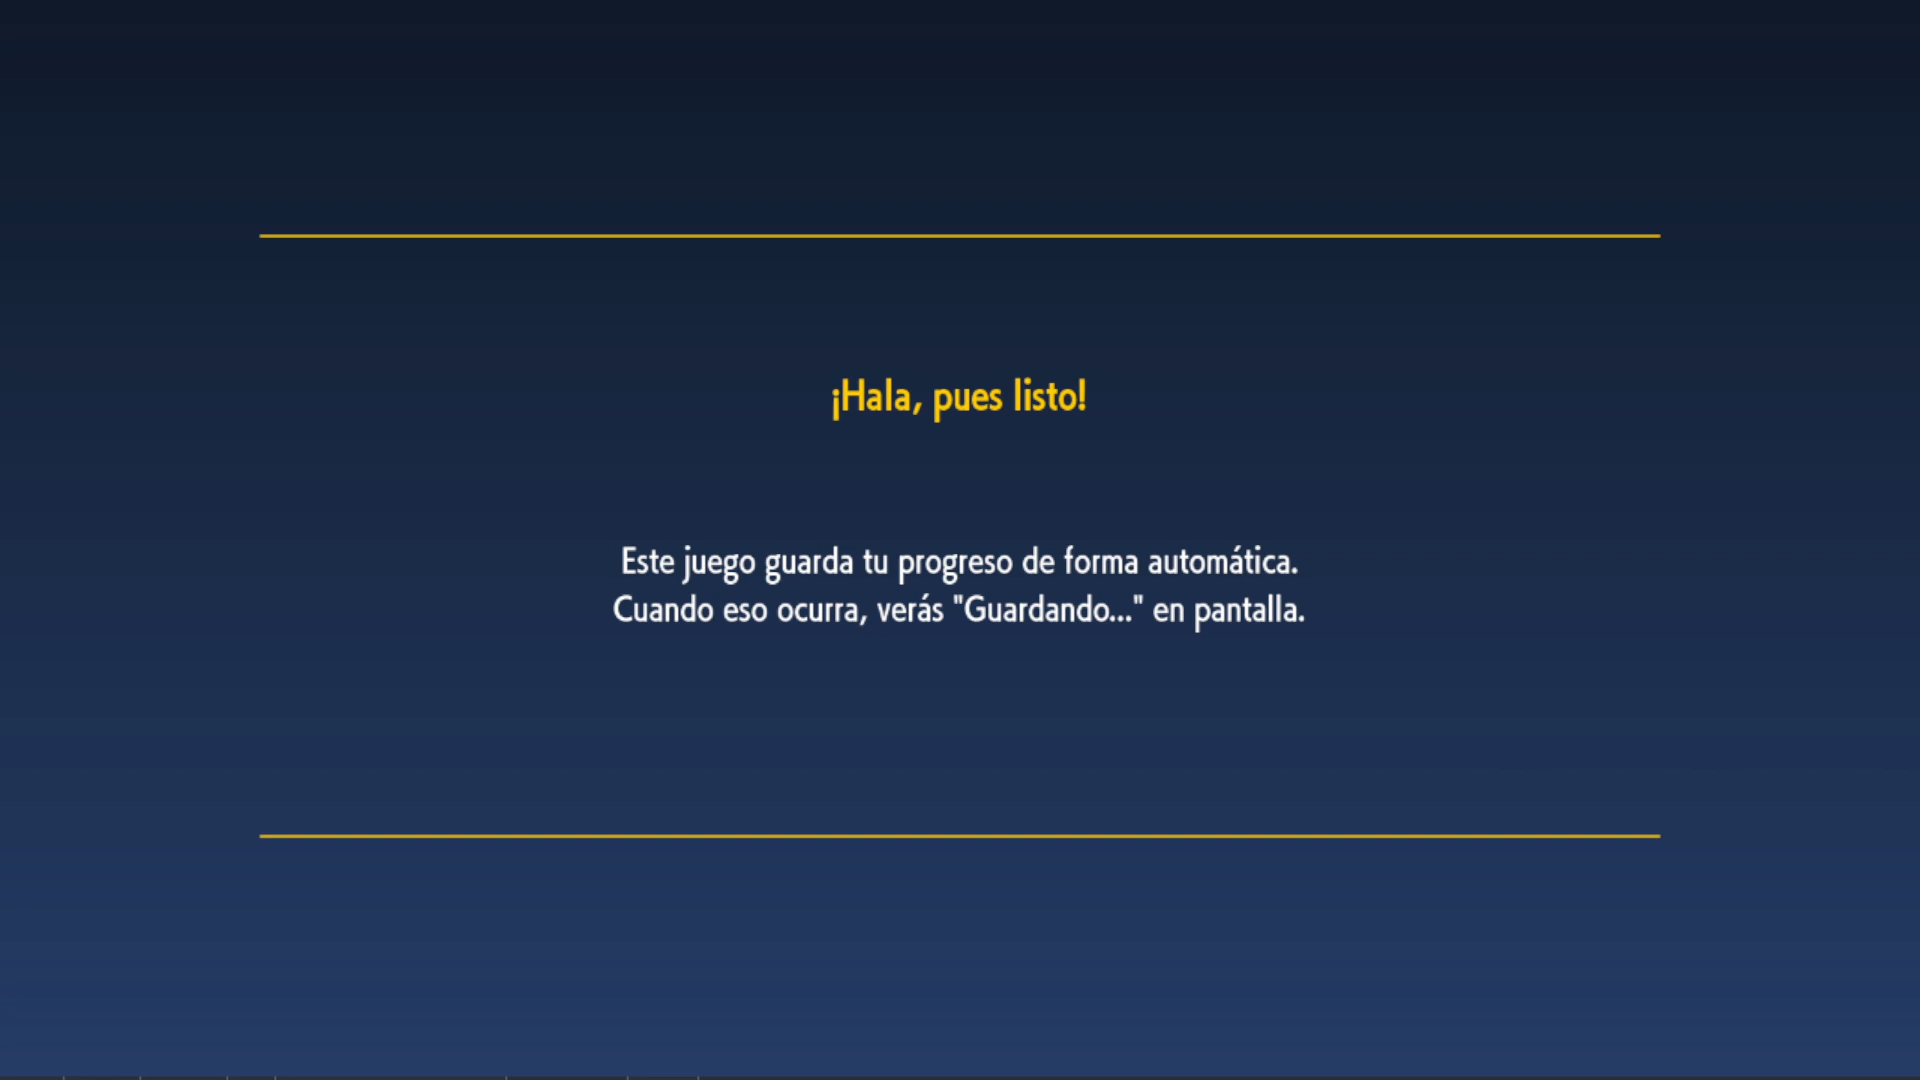 ¡Hala, pues listo!
Este juego guarda tu progreso de forma automática.
Cuando eso ocurra, verás "Guardando..." en pantalla.